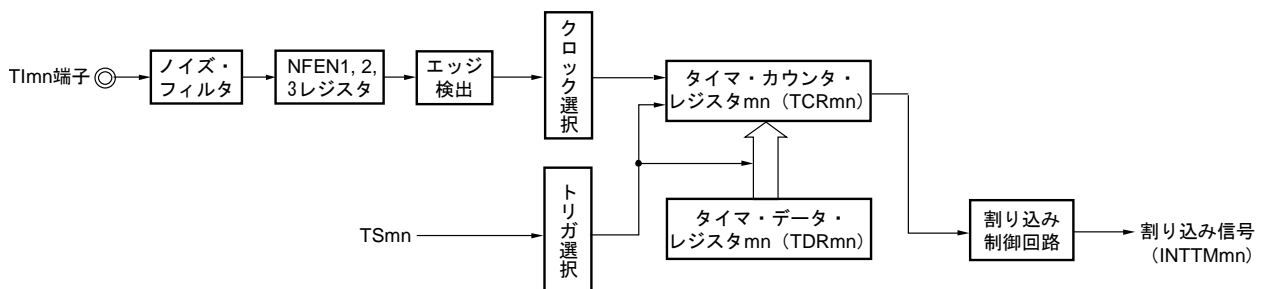 TImn端子
ノイズ・
フィルタ
NFEN1, 2,
3レジスタ
エッジ
検出
クロック選択
タイマ・カウンタ・
レジスタmn（TCRmn）
TSmn
トリガ選択
タイマ・データ・
レジスタmn（TDRmn）
割り込み
制御回路
割り込み信号
（INTTMmn）